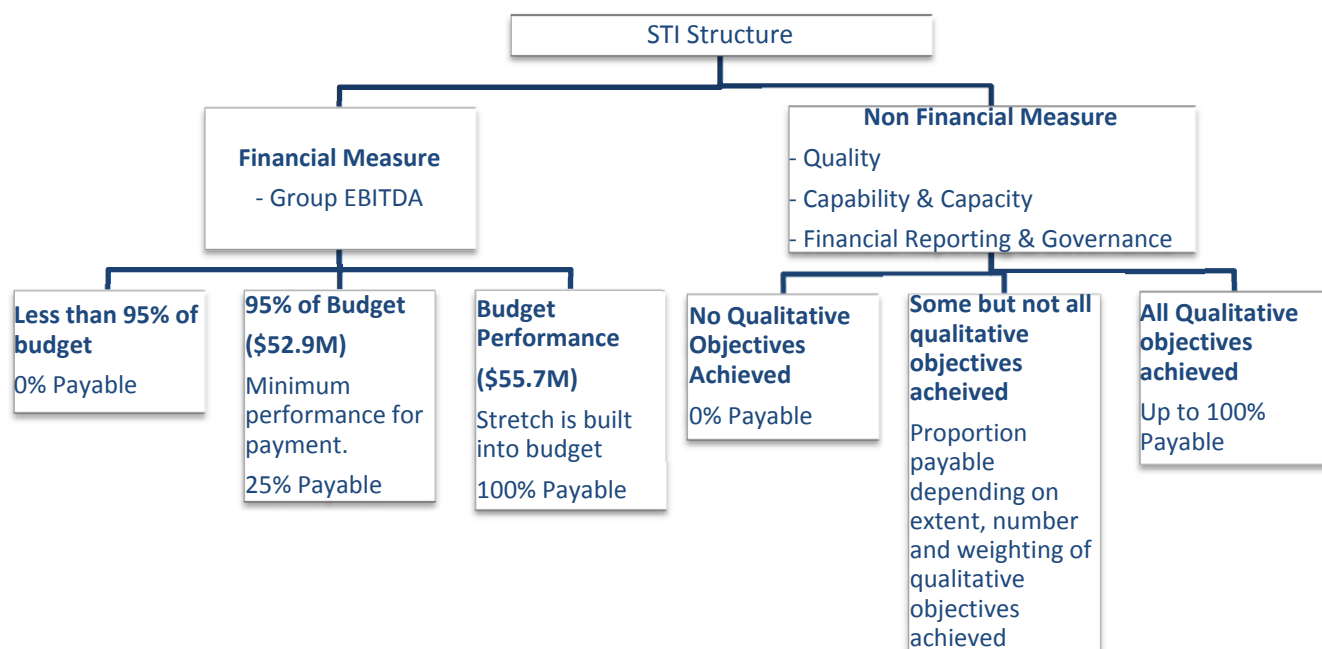 STI Structure
Financial Measure
- Group EBITDA
Non Financial Measure
- Quality
- Capability & Capacity
- Financial Reporting & Governance
Less than 95% of
budget
0% Payable
95% of Budget
($52.9M)
Minimum
performance for
payment.
25% Payable
Budget
Performance
($55.7M)
Stretch is built
into budget
100% Payable
No Qualitative
Objectives
Achieved
0% Payable
Some but not all
qualitative
objectives
acheived
Proportion
payable
depending on
extent, number
and weighting of
qualitative
objectives
achieved
All Qualitative
objectives
achieved
Up to 100%
Payable